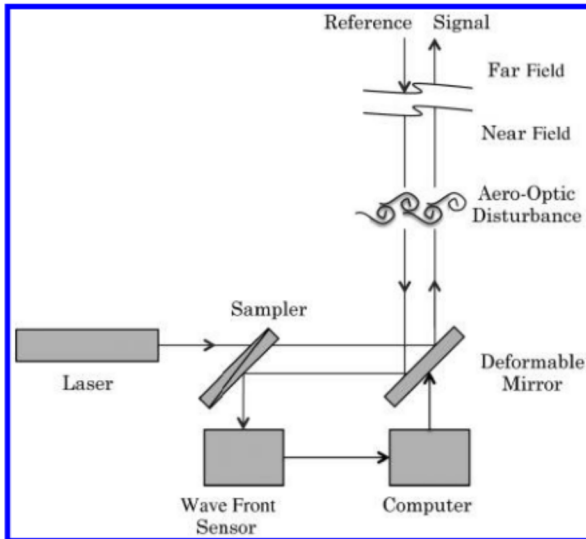 Reference Signal
Far Field
Near Field
Aero-Optic
Disturbance
Sampler
Laser
Deformable
Mirror
Wave Front
Sensor
Computer